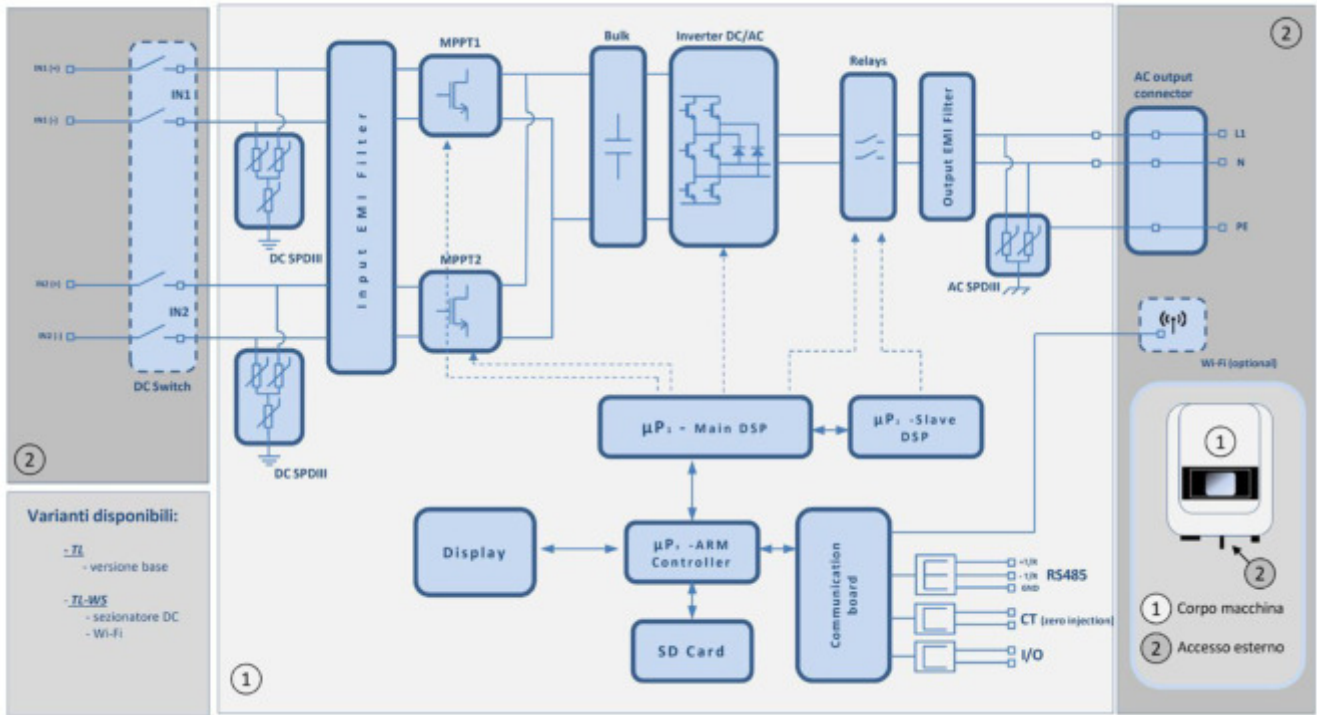 2
MPPT1
Bulk
Inverter DC/AC
Relays
AC output
connector
IN1 (+)
IN1
IN1 (-)
L1
N
PE
Input EMI Filter
Output EMI Filter
DC SPDIII
MPPT2
AC SPDIII
IN2 (+)
IN2
IN2 (-)
DC Switch
DC SPDIII
Wi-Fi (optional)
2
µP₂ - Main DSP
µP₂ -Slave
DSP
1
Varianti disponibili:
- TL
- versione base
- TL-WS
- sezionatore DC
- Wi-Fi
Display
µP₃ -ARM
Controller
SD Card
Communication
board
+T/R
- T/R
GND
RS485
CT (zero injection)
I/O
2
1 Corpo macchina
2 Accesso esterno
1